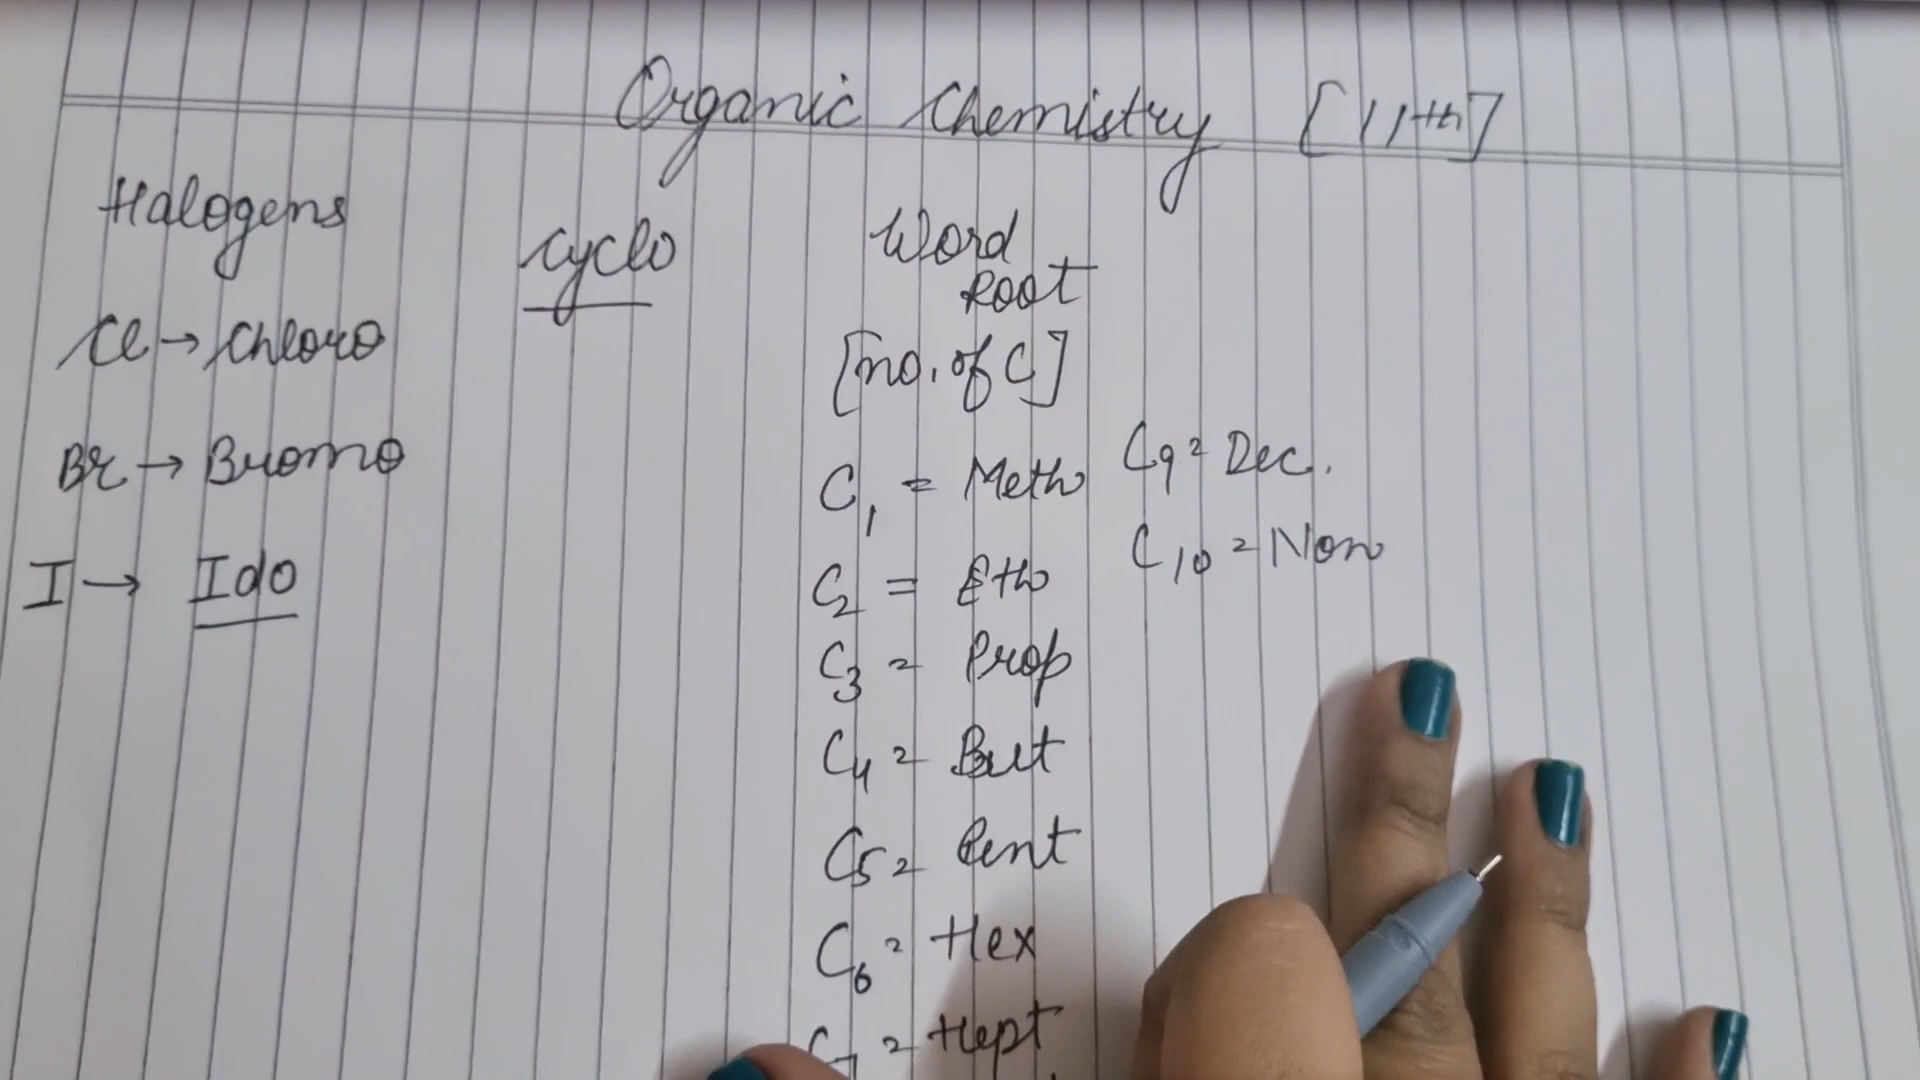 Organic Chemistry [11th]
Halogens
Cl → Chloro
Br → Bromo
I → Ido
Cyclo
Word
Root
[no. of C]
C1 = Meth
C2 = Eth
C3 = Prop
C4 = But
C5 = Pent
C6 = Hex
C7 = Hept
C9 = Dec.
C10 = Non